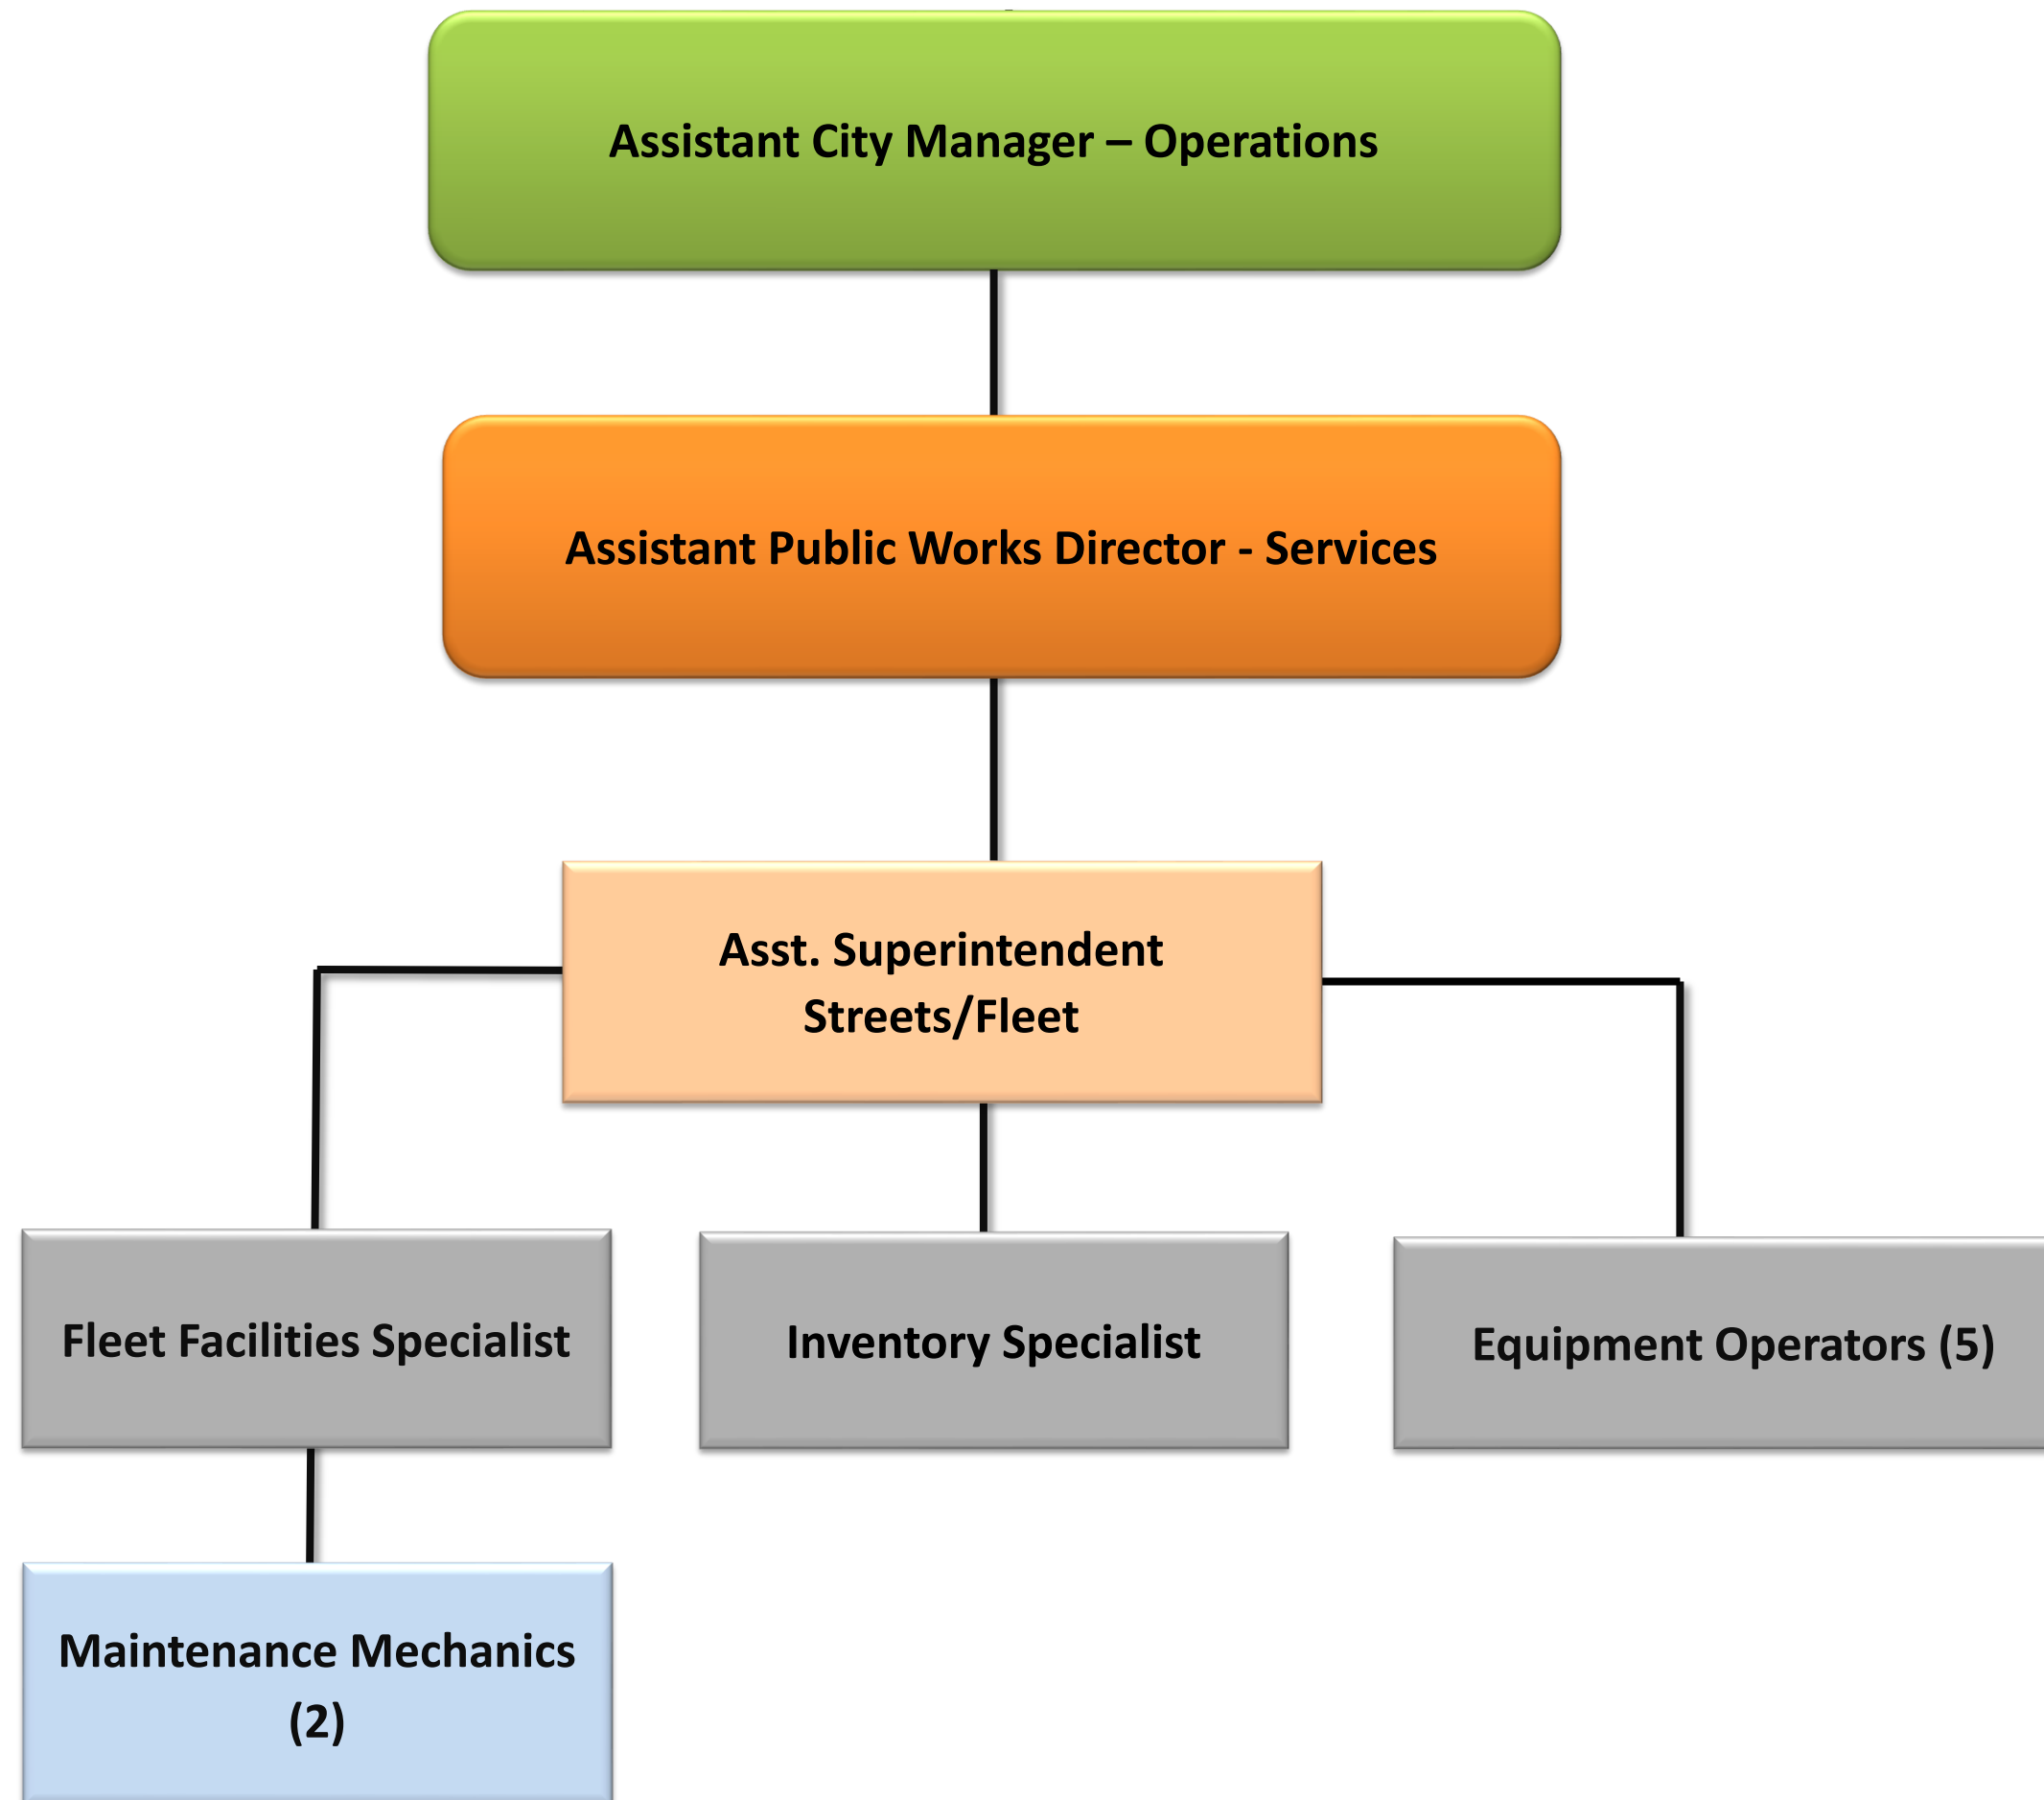 Assistant City Manager – Operations
Assistant Public Works Director - Services
Asst. Superintendent
Streets/Fleet
Fleet Facilities Specialist
Inventory Specialist
Equipment Operators (5)
Maintenance Mechanics
(2)